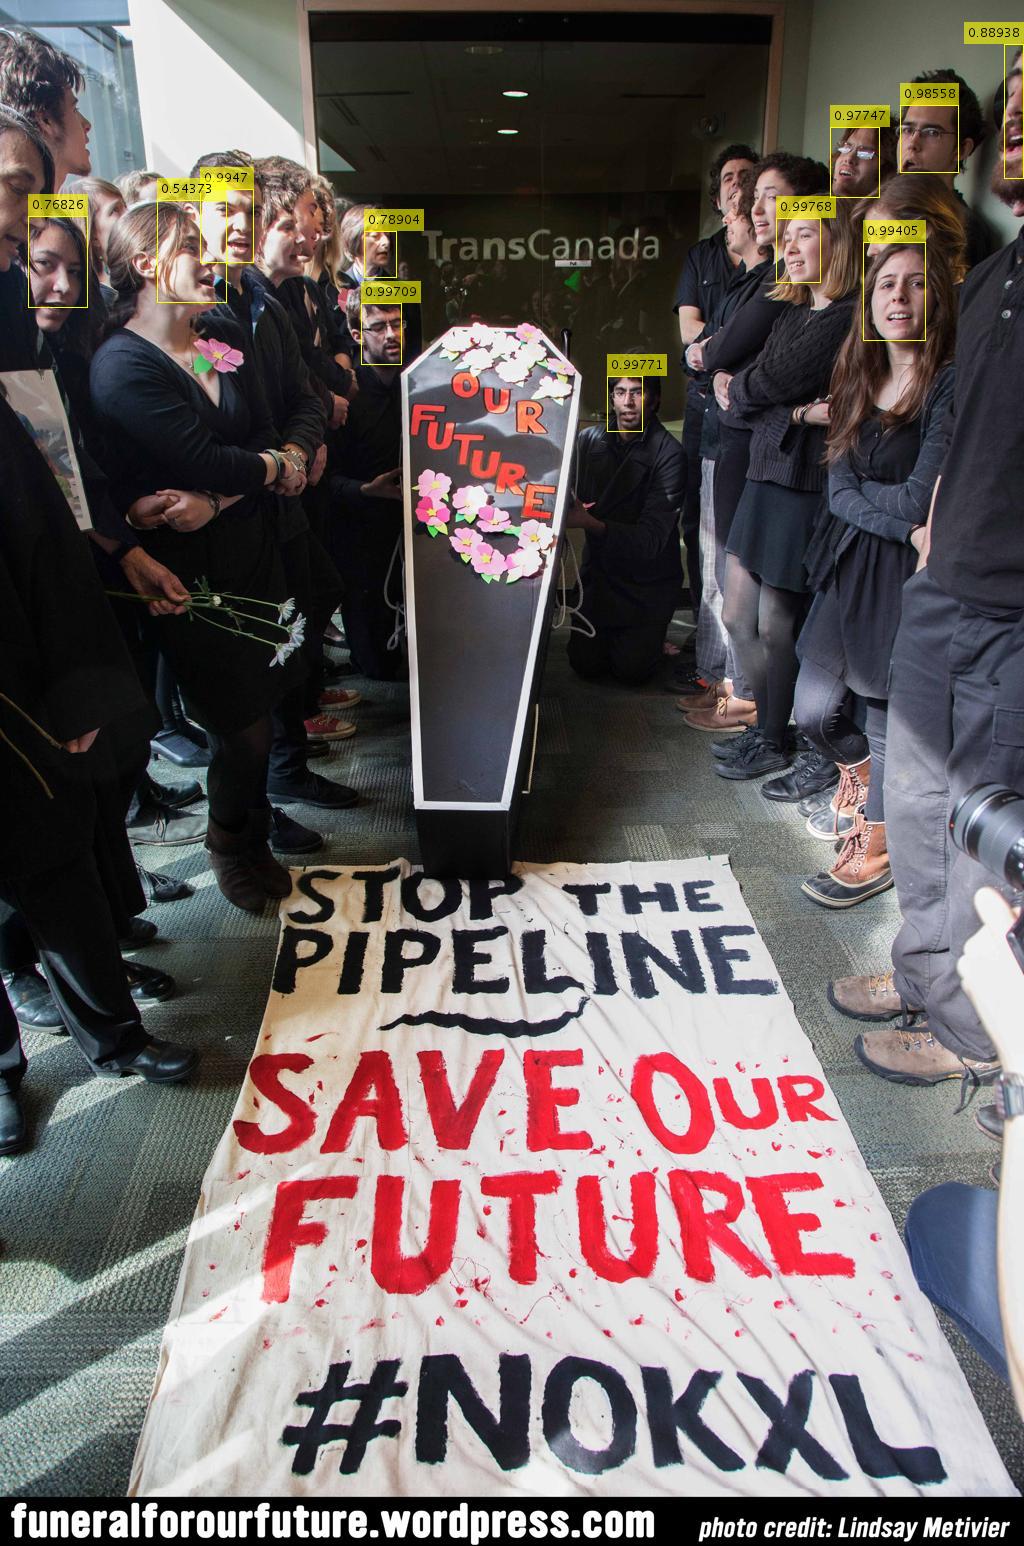 0.88938
0.98558
0.97747
0.9947
0.54373
0.76826
0.78904
0.99768
0.99405
TransCanada
0.99709
0.99771
OUR
FUTURE
STOP THE
PIPELINE
SAVE OUR
FUTURE
#NOKXL
funeralforourfuture.wordpress.com
photo credit: Lindsay Metivier